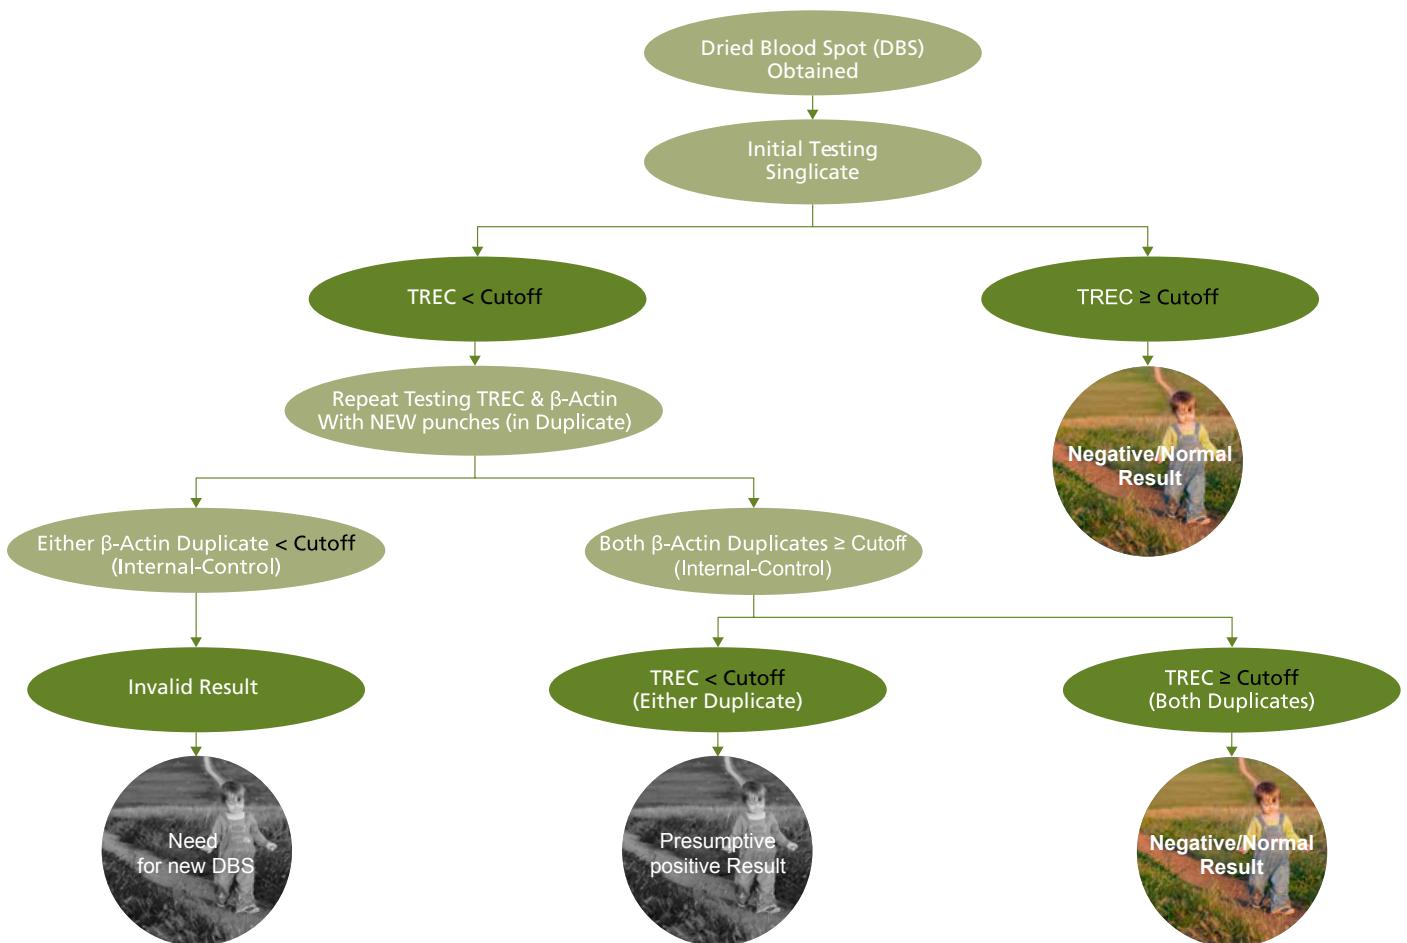 Dried Blood Spot (DBS)
Obtained
Initial Testing
Singlicate
TREC < Cutoff
TREC ≥ Cutoff
Repeat Testing TREC & β-Actin
With NEW punches (in Duplicate)
Negative/Normal
Result
Either β-Actin Duplicate < Cutoff
(Internal-Control)
Both β-Actin Duplicates ≥ Cutoff
(Internal-Control)
Invalid Result
TREC < Cutoff
(Either Duplicate)
TREC ≥ Cutoff
(Both Duplicates)
Need
for new DBS
Presumptive
positive Result
Negative/Normal
Result